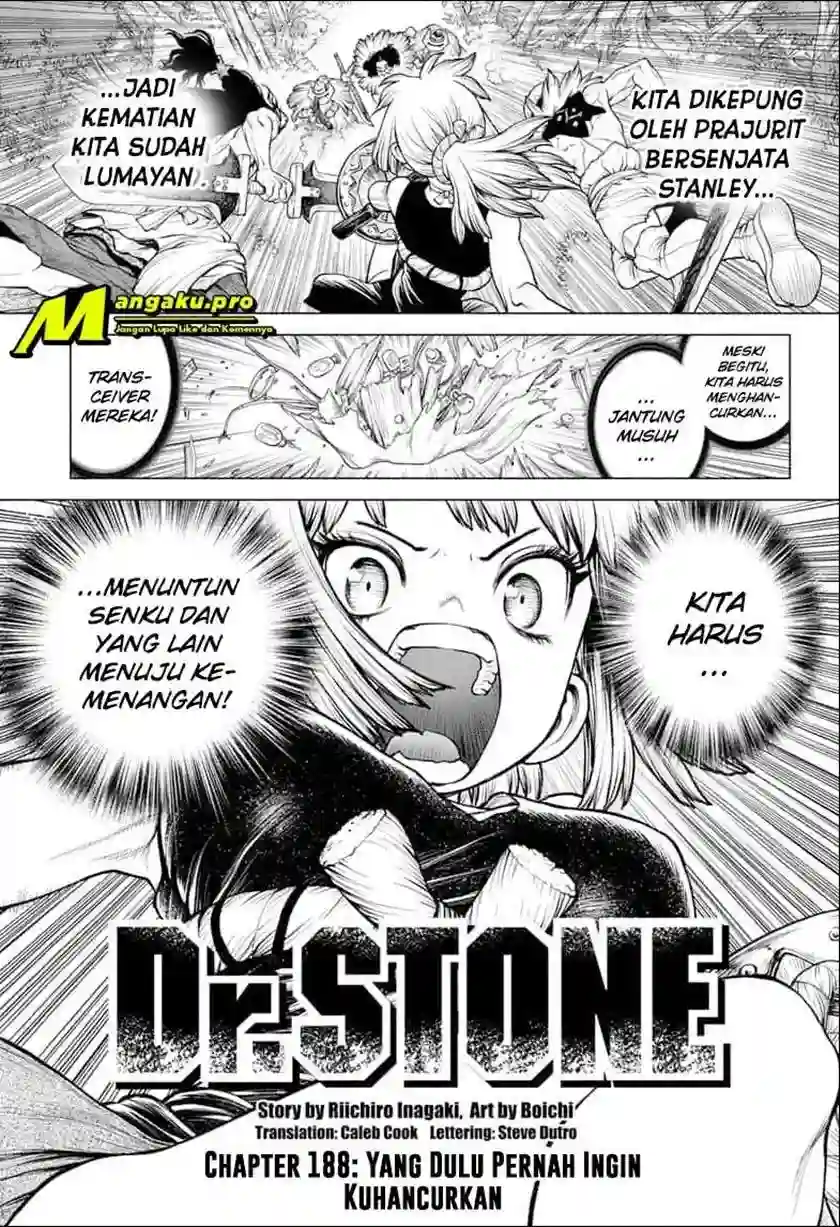 KITA DIKEPUNG
OLEH PRAJURIT
BERSENJATA
STANLEY...
...JADI
KEMATIAN
KITA SUDAH
LUMAYAN.
Mangaku.pro
Jangan Lupa Like dan Komennya
MESKI
BEGITU,
KITA HARUS
MENGHAN-
CURKAN...
...
JANTUNG
MUSUH
...
TRANS-
CEIVER
MEREKA!
KITA
HARUS
...
...MENUNTUN
SENKU DAN
YANG LAIN
MENUJU KE-
MENANGAN!
Dr.STONE
Story by Riichiro Inagaki, Art by Boichi
Translation: Caleb Cook Lettering: Steve Dutro
CHAPTER 188: YANG DULU PERNAH INGIN
KUHANCURKAN